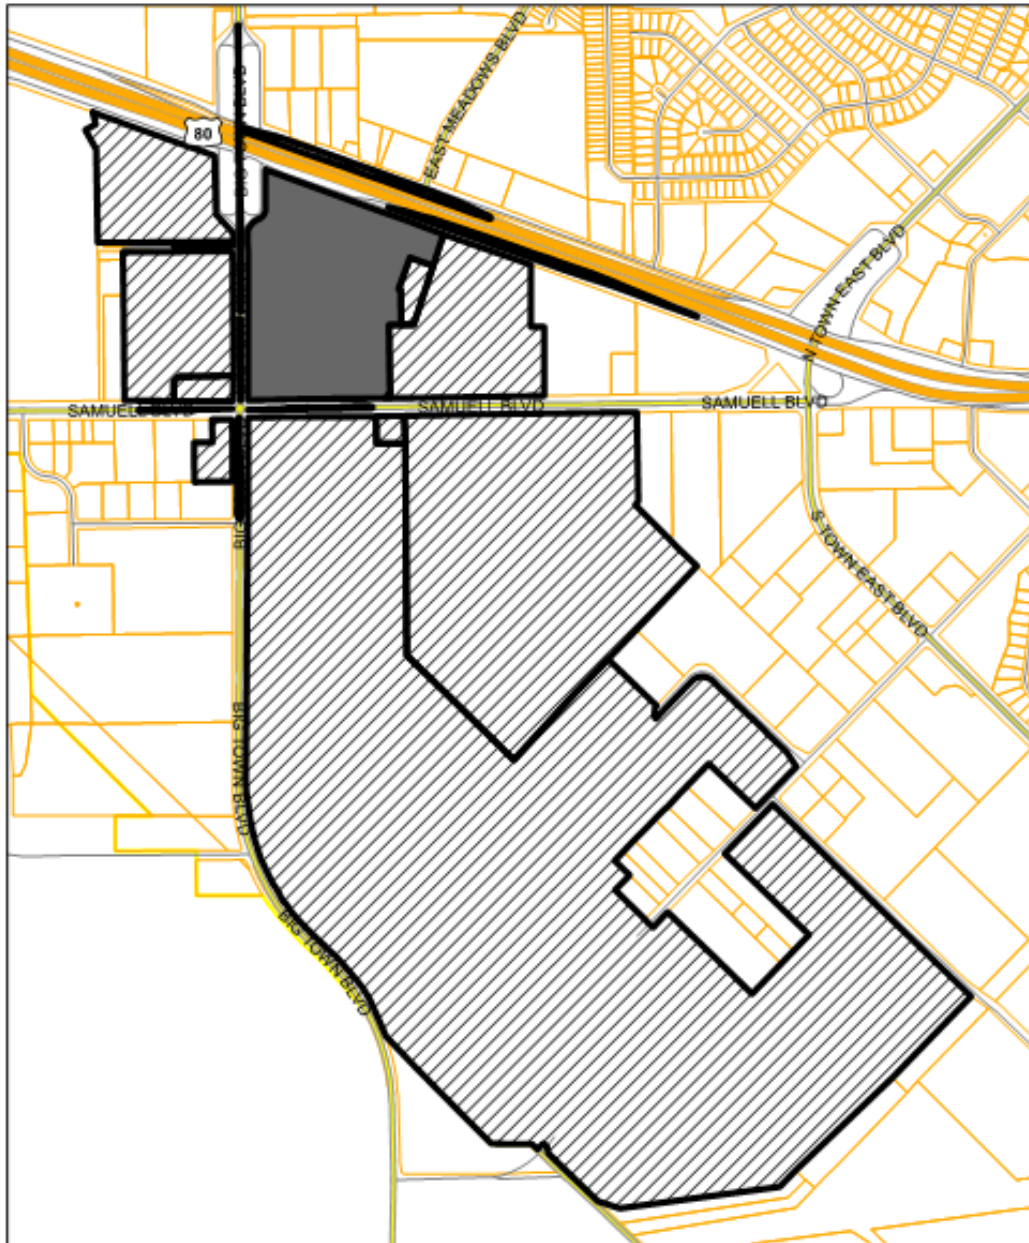 EAST MEADOWS BLVD
80
N TOWN EAST BLVD
SAMUELL BLVD
SAMUELL BLVD
SAMUELL BLVD
S TOWN EAST BLVD
BIG TOWN BLVD
BIG TOWN BLVD